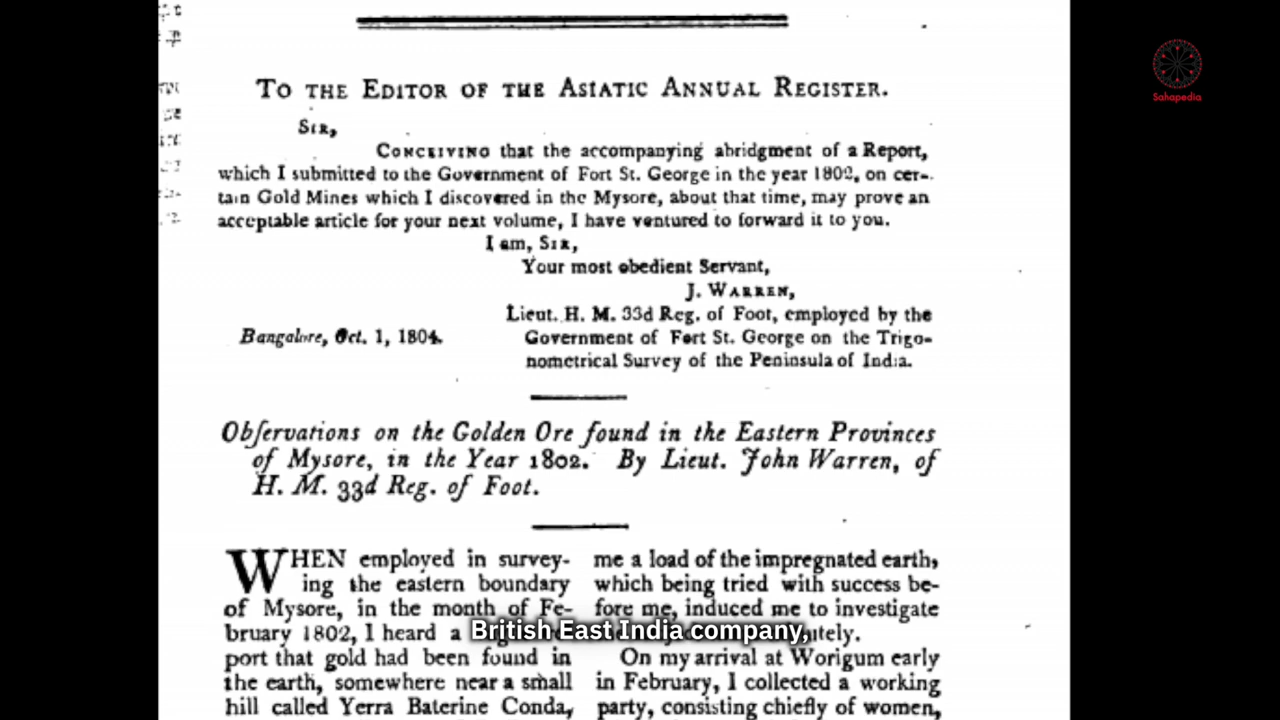 To the Editor of the Asiatic Annual Register.
Sir,
Conceiving that the accompanying abridgment of a Report,
which I submitted to the Government of Fort St. George in the year 1802, on cer-
tain Gold Mines which I discovered in the Mysore, about that time, may prove an
acceptable article for your next volume, I have ventured to forward it to you.
I am, Sir,
Your most obedient Servant,
J. Warren,
Lieut. H. M. 33d Reg. of Foot, employed by the
Government of Fort St. George on the Trigo-
nometrical Survey of the Peninsula of India.
Bangalore, Oct. 1, 1804.
Obſervations on the Golden Ore found in the Eastern Provinces
of Mysore, in the Year 1802. By Lieut. John Warren, of
H. M. 33d Reg. of Foot.
WHEN employed in survey-
ing the eastern boundary
of Mysore, in the month of Fe-
bruary 1802, I heard a
port that gold had been found in
the earth, somewhere near a small
hill called Yerra Baterine Conda,
me a load of the impregnated earth,
which being tried with success be-
fore me, induced me to investigate
On my arrival at Worigum early
in February, I collected a working
party, consisting chiefly of women,
British East India company,
Sahapedia